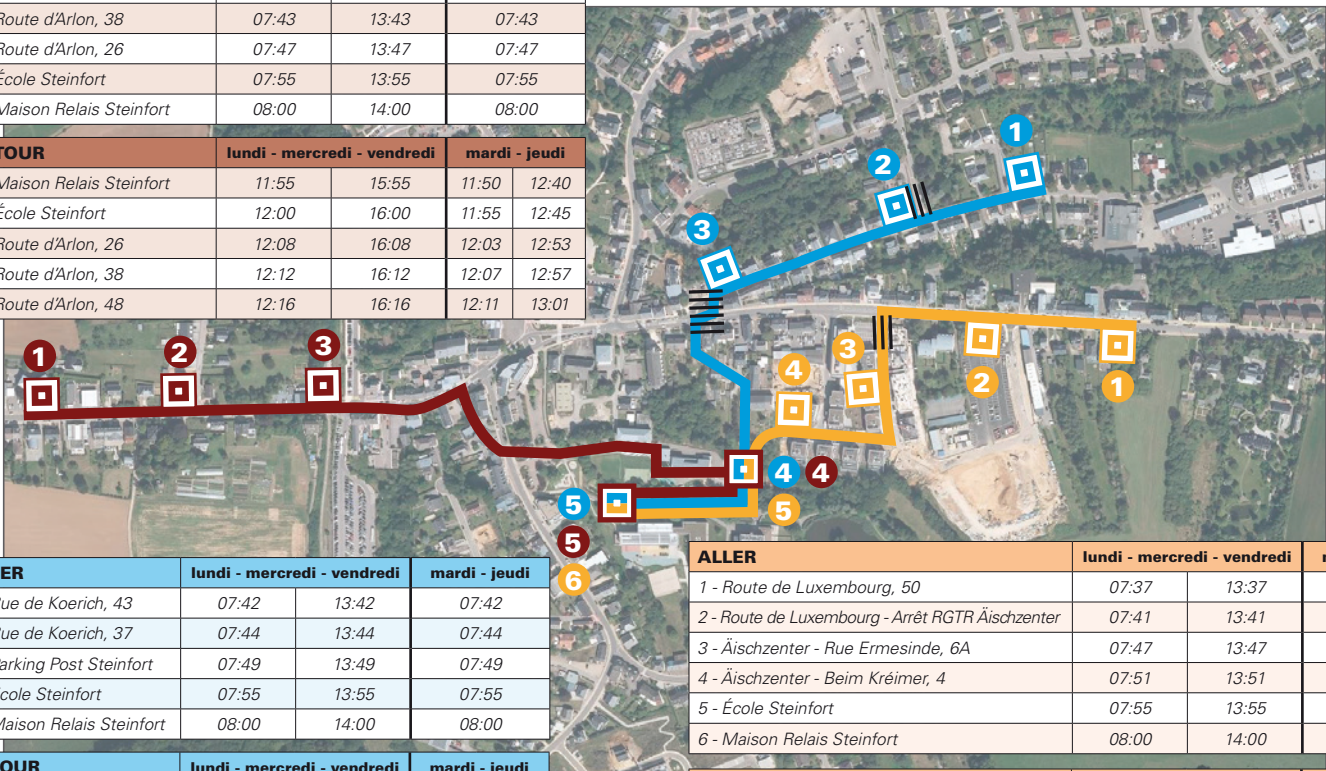 Route d'Arlon, 38 07:43 13:43 07:43
Route d'Arlon, 26 07:47 13:47 07:47
École Steinfort 07:55 13:55 07:55
Maison Relais Steinfort 08:00 14:00 08:00
TOUR lundi - mercredi - vendredi mardi - jeudi
Maison Relais Steinfort 11:55 15:55 11:50 12:40
École Steinfort 12:00 16:00 11:55 12:45
Route d'Arlon, 26 12:08 16:08 12:03 12:53
Route d'Arlon, 38 12:12 16:12 12:07 12:57
Route d'Arlon, 48 12:16 16:16 12:11 13:01
1
2
3
1
2
3
3
4
2
1
4 4
5
5
5
6
ER lundi - mercredi - vendredi mardi - jeudi
Rue de Koerich, 43 07:42 13:42 07:42
Rue de Koerich, 37 07:44 13:44 07:44
Parking Post Steinfort 07:49 13:49 07:49
École Steinfort 07:55 13:55 07:55
Maison Relais Steinfort 08:00 14:00 08:00
TOUR lundi - mercredi - vendredi mardi - jeudi
ALLER lundi - mercredi - vendredi
1 - Route de Luxembourg, 50 07:37 13:37
2 - Route de Luxembourg - Arrêt RGTR Äischzenter 07:41 13:41
3 - Äischzenter - Rue Ermesinde, 6A 07:47 13:47
4 - Äischzenter - Beim Kréimer, 4 07:51 13:51
5 - École Steinfort 07:55 13:55
6 - Maison Relais Steinfort 08:00 14:00